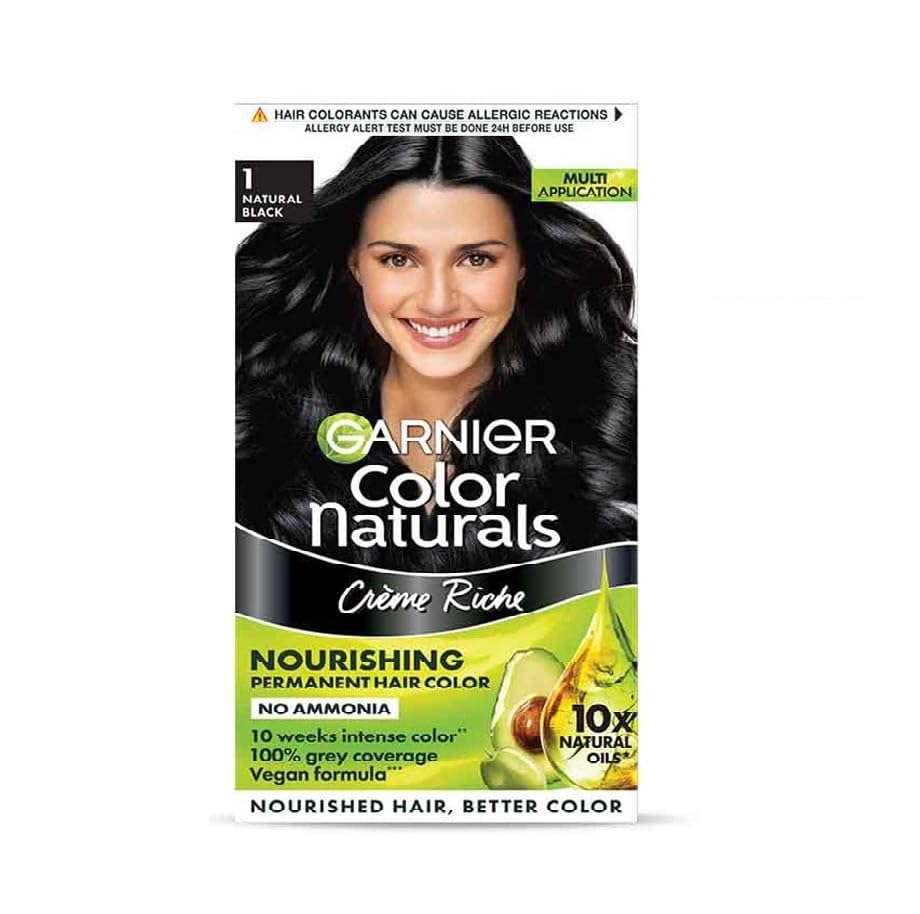 HAIR COLORANTS CAN CAUSE ALLERGIC REACTIONS
ALLERGY ALERT TEST MUST BE DONE 24H BEFORE USE
1
NATURAL
BLACK
MULTI
APPLICATION
GARNIER
Color
Naturals
Crème Riche
NOURISHING
PERMANENT HAIR COLOR
NO AMMONIA
10 weeks intense color**
100% grey coverage
Vegan formula***
10x
NATURAL
OILS*
NOURISHED HAIR, BETTER COLOR